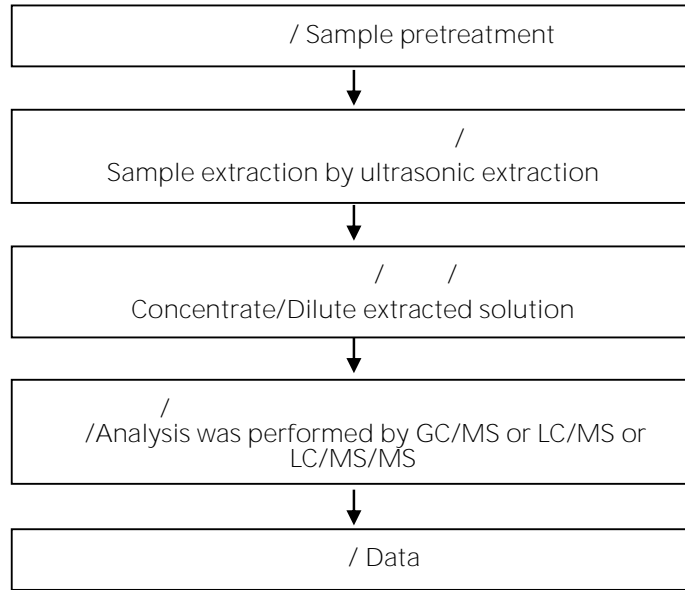 / Sample pretreatment
/
Sample extraction by ultrasonic extraction
/ /
Concentrate/Dilute extracted solution
/
/Analysis was performed by GC/MS or LC/MS or
LC/MS/MS
/ Data